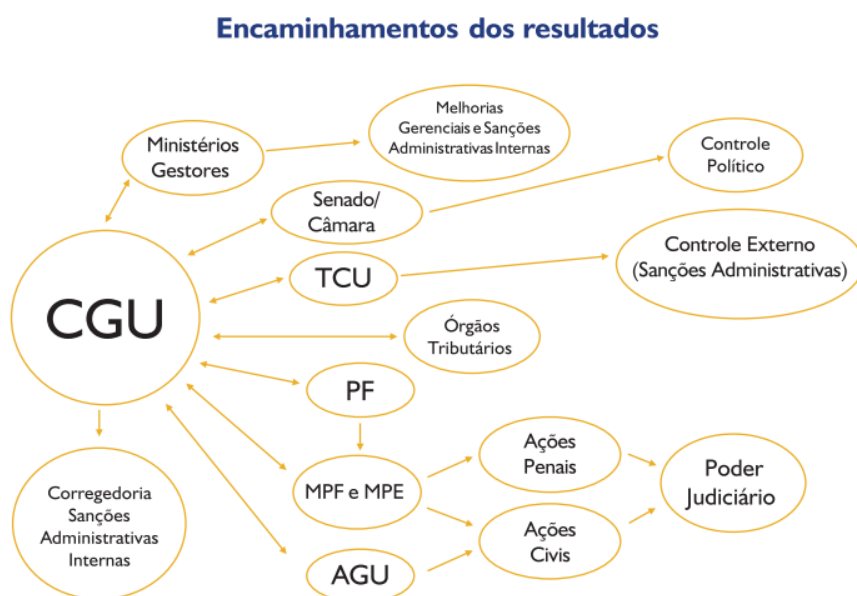 Encaminhamentos dos resultados
Ministérios
Gestores
Melhorias
Gerenciais e Sanções
Administrativas Internas
Controle
Político
Senado/
Câmara
Controle Externo
(Sanções Administrativas)
TCU
CGU
Órgãos
Tributários
PF
Corregedoria
Sanções
Administrativas
Internas
MPF e MPE
Ações
Penais
Poder
Judiciário
Ações
Civis
AGU